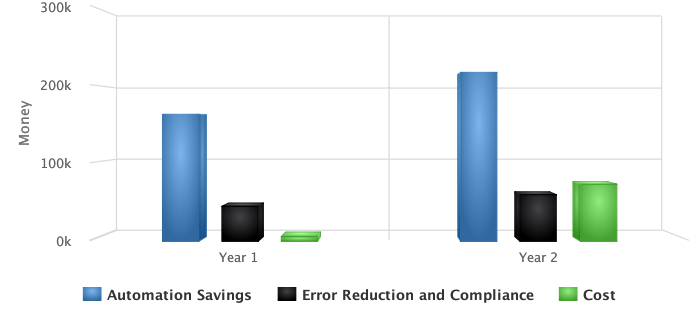 300k
200k
100k
0k
Money
Year 1
Year 2
Automation Savings
Error Reduction and Compliance
Cost